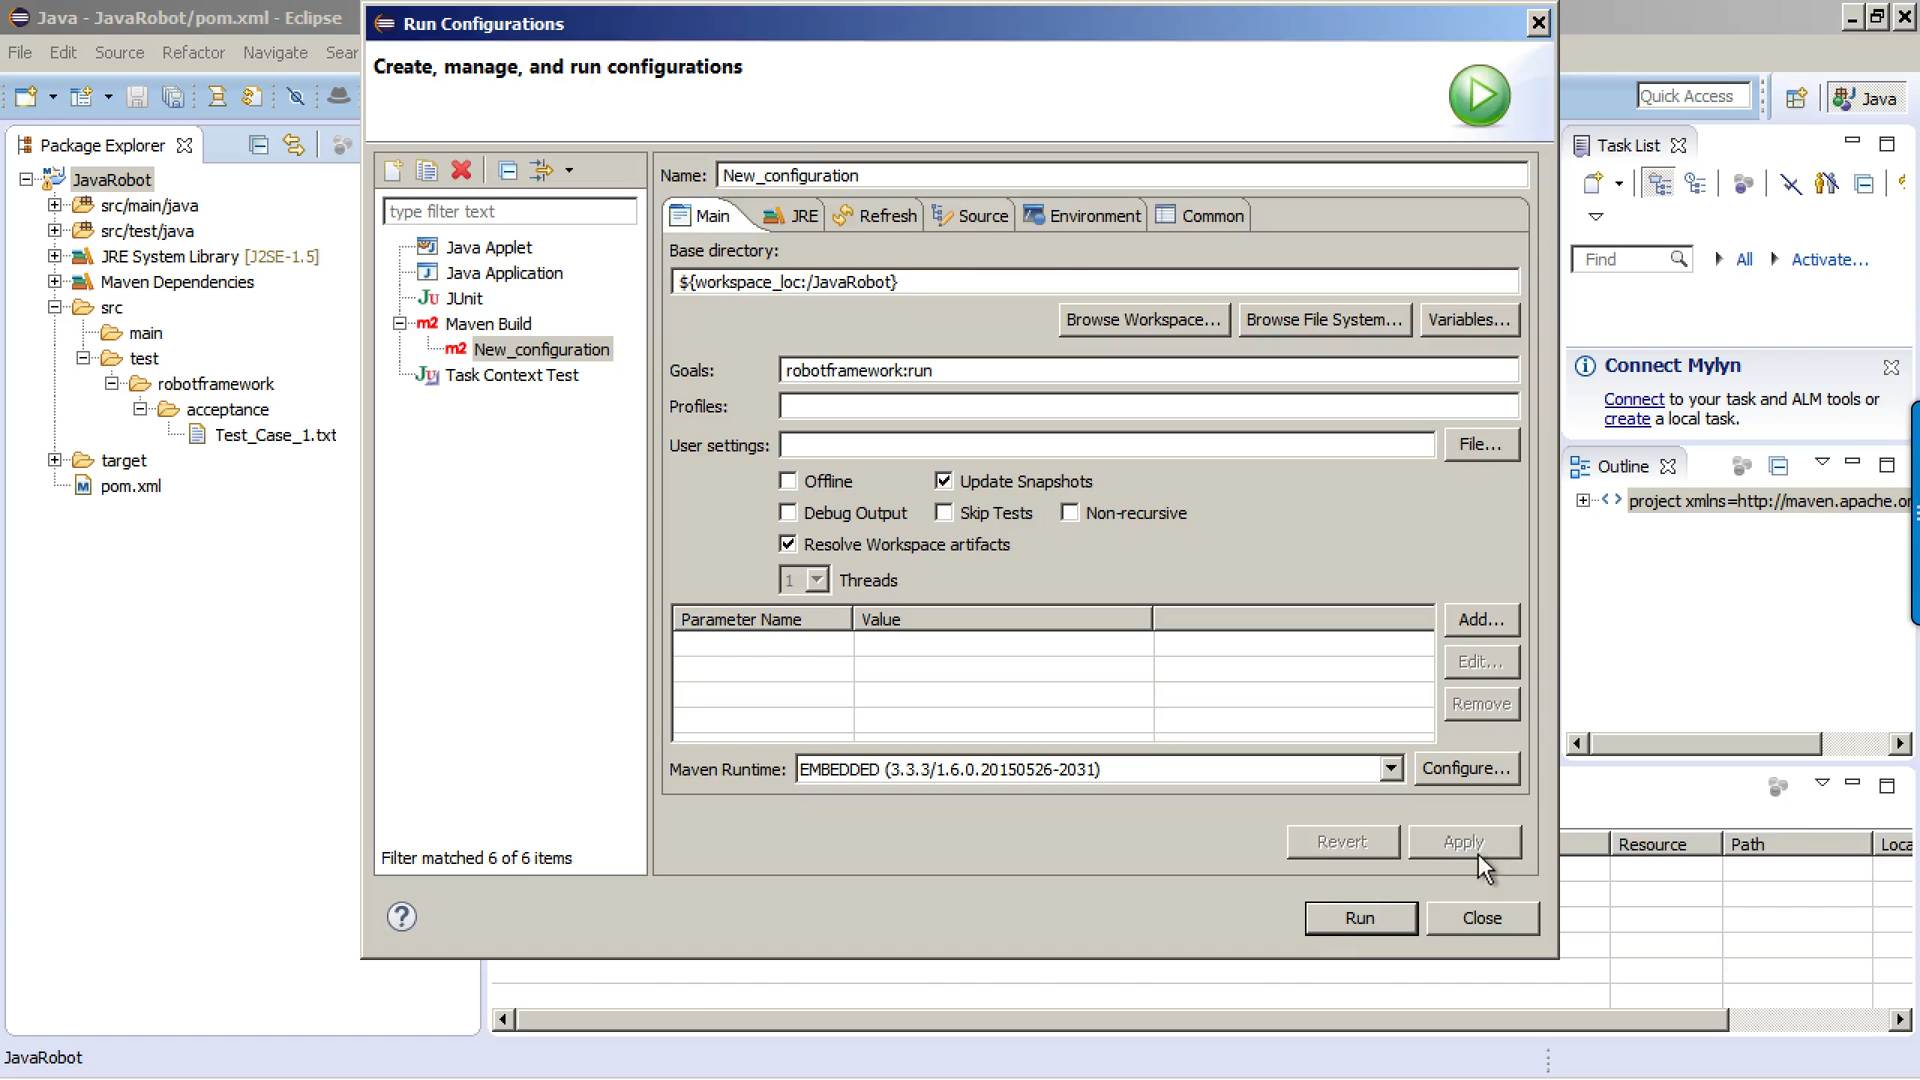 Java - JavaRobot/pom.xml - Eclipse
File Edit Source Refactor Navigate Sear
Quick Access
Java
Package Explorer
JavaRobot
src/main/java
src/test/java
JRE System Library [J2SE-1.5]
Maven Dependencies
src
main
test
robotframework
acceptance
Test_Case_1.txt
target
pom.xml
Run Configurations
Create, manage, and run configurations
type filter text
Java Applet
Java Application
JUnit
Maven Build
New_configuration
Task Context Test
Filter matched 6 of 6 items
Name: New_configuration
Main JRE Refresh Source Environment Common
Base directory:
${workspace_loc:/JavaRobot}
Browse Workspace... Browse File System... Variables...
Goals: robotframework:run
Profiles:
User settings: File...
Offline Update Snapshots
Debug Output Skip Tests Non-recursive
Resolve Workspace artifacts
1 Threads
Parameter Name Value
Add...
Edit...
Remove
Maven Runtime: EMBEDDED (3.3.3/1.6.0.20150526-2031) Configure...
Revert Apply
Run Close
Task List
Find All Activate...
Connect Mylyn
Connect to your task and ALM tools or
create a local task.
Outline
project xmlns=http://maven.apache.or
Resource Path Loca
JavaRobot